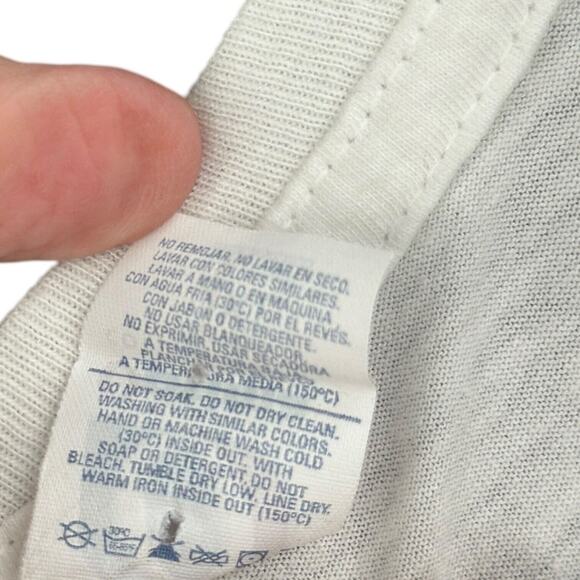 NO REMOJAR. NO LAVAR EN SECO.
LAVAR CON COLORES SIMILARES.
LAVAR A MANO O EN MAQUINA
CON AGUA FRIA (30°C) POR EL REVÉS.
CON JABON O DETERGENTE.
NO USAR BLANQUEADOR.
NO EXPRIMIR. USAR SECADORA
A TEMPERATURA
PLANCHAR
A TEMPERATURA MEDIA (150°C)
DO NOT SOAK. DO NOT DRY CLEAN.
WASHING WITH SIMILAR COLORS.
HAND OR MACHINE WASH COLD
(30°C) INSIDE OUT, WITH
SOAP OR DETERGENT, DO NOT
BLEACH. TUMBLE DRY LOW, LINE DRY.
WARM IRON INSIDE OUT (150°C)
30°C